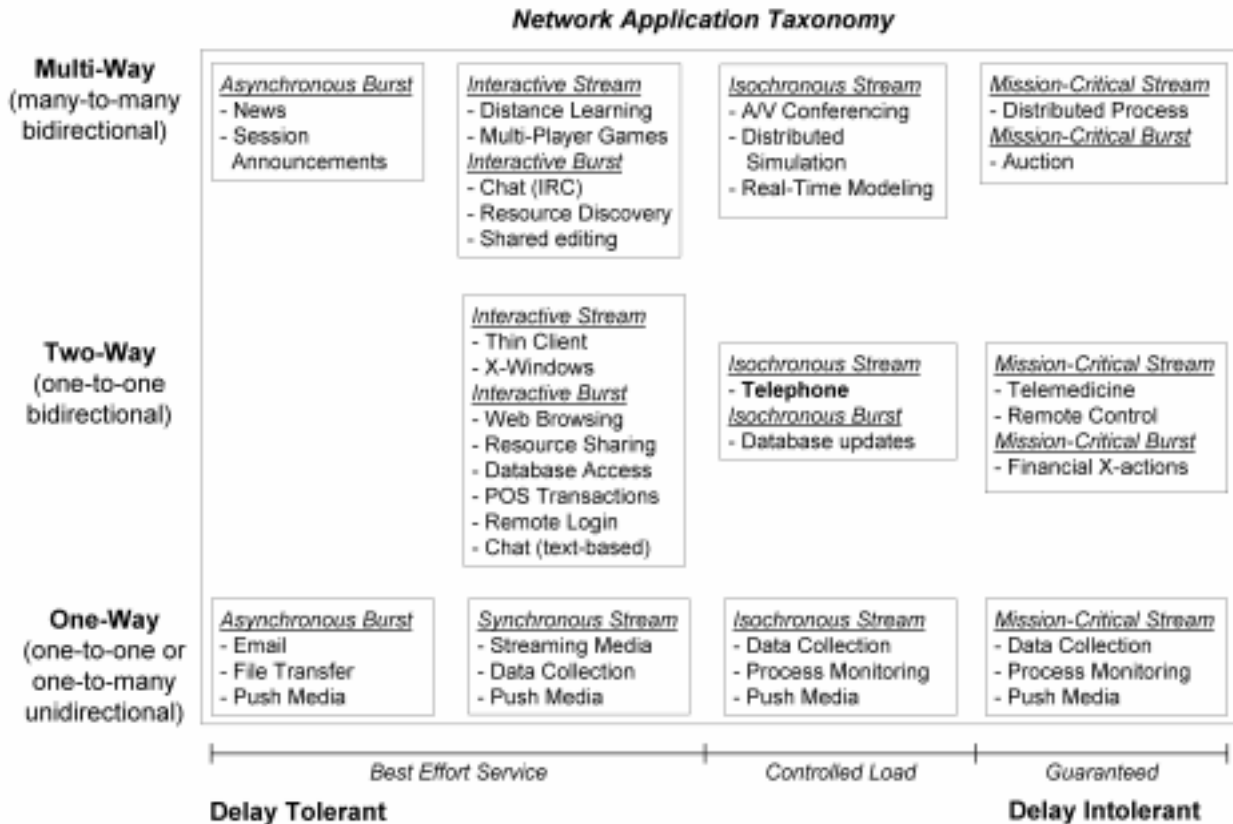 Network Application Taxonomy
Multi-Way
(many-to-many
bidirectional)
Asynchronous Burst
- News
- Session
Announcements
Interactive Stream
- Distance Learning
- Multi-Player Games
Interactive Burst
- Chat (IRC)
- Resource Discovery
- Shared editing
Isochronous Stream
- A/V Conferencing
- Distributed
Simulation
- Real-Time Modeling
Mission-Critical Stream
- Distributed Process
Mission-Critical Burst
- Auction
Two-Way
(one-to-one
bidirectional)
Interactive Stream
- Thin Client
- X-Windows
Interactive Burst
- Web Browsing
- Resource Sharing
- Database Access
- POS Transactions
- Remote Login
- Chat (text-based)
Isochronous Stream
- Telephone
Isochronous Burst
- Database updates
Mission-Critical Stream
- Telemedicine
- Remote Control
Mission-Critical Burst
- Financial X-actions
One-Way
(one-to-one or
one-to-many
unidirectional)
Asynchronous Burst
- Email
- File Transfer
- Push Media
Synchronous Stream
- Streaming Media
- Data Collection
- Push Media
Isochronous Stream
- Data Collection
- Process Monitoring
- Push Media
Mission-Critical Stream
- Data Collection
- Process Monitoring
- Push Media
Best Effort Service
Controlled Load
Guaranteed
Delay Tolerant
Delay Intolerant